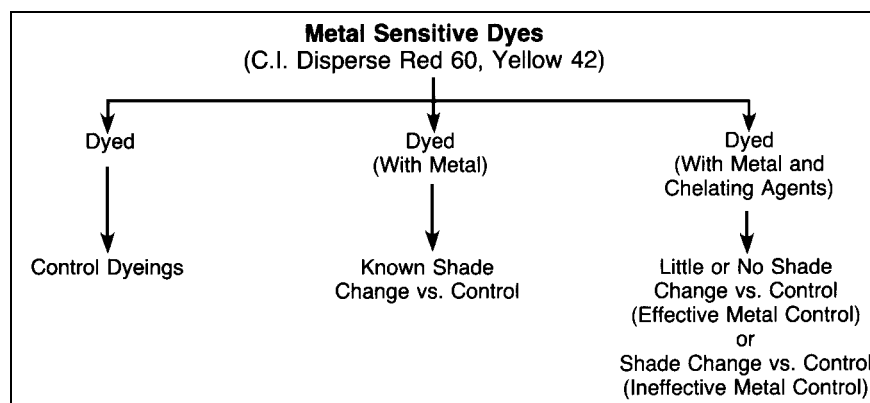 Metal Sensitive Dyes
(C.I. Disperse Red 60, Yellow 42)
Dyed
Dyed
(With Metal)
Dyed
(With Metal and
Chelating Agents)
Control Dyeings
Known Shade
Change vs. Control
Little or No Shade
Change vs. Control
(Effective Metal Control)
or
Shade Change vs. Control
(Ineffective Metal Control)